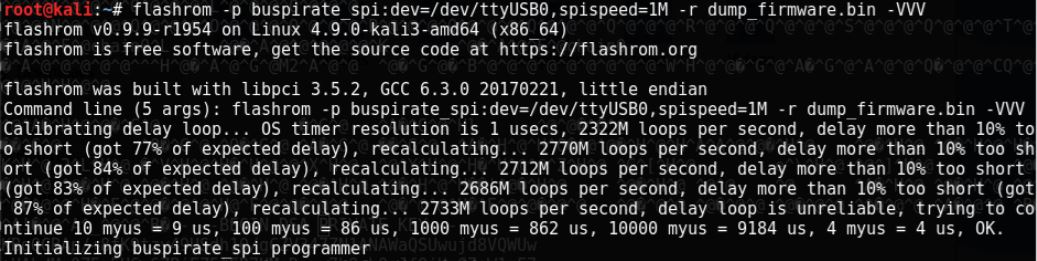 root@kali:~# flashrom -p buspirate_spi:dev=/dev/ttyUSB0,spispeed=1M -r dump_firmware.bin -VVV
flashrom v0.9.9-r1954 on Linux 4.9.0-kali3-amd64 (x86_64)
flashrom is free software, get the source code at https://flashrom.org

flashrom was built with libpci 3.5.2, GCC 6.3.0 20170221, little endian
Command line (5 args): flashrom -p buspirate_spi:dev=/dev/ttyUSB0,spispeed=1M -r dump_firmware.bin -VVV
Calibrating delay loop... OS timer resolution is 1 usecs, 2322M loops per second, delay more than 10% to
o short (got 77% of expected delay), recalculating... 2770M loops per second, delay more than 10% too sh
ort (got 84% of expected delay), recalculating... 2712M loops per second, delay more than 10% too short
(got 83% of expected delay), recalculating... 2686M loops per second, delay more than 10% too short (got
87% of expected delay), recalculating... 2733M loops per second, delay loop is unreliable, trying to co
ntinue 10 myus = 9 us, 100 myus = 86 us, 1000 myus = 862 us, 10000 myus = 9184 us, 4 myus = 4 us, OK.
Initializing buspirate_spi programmer